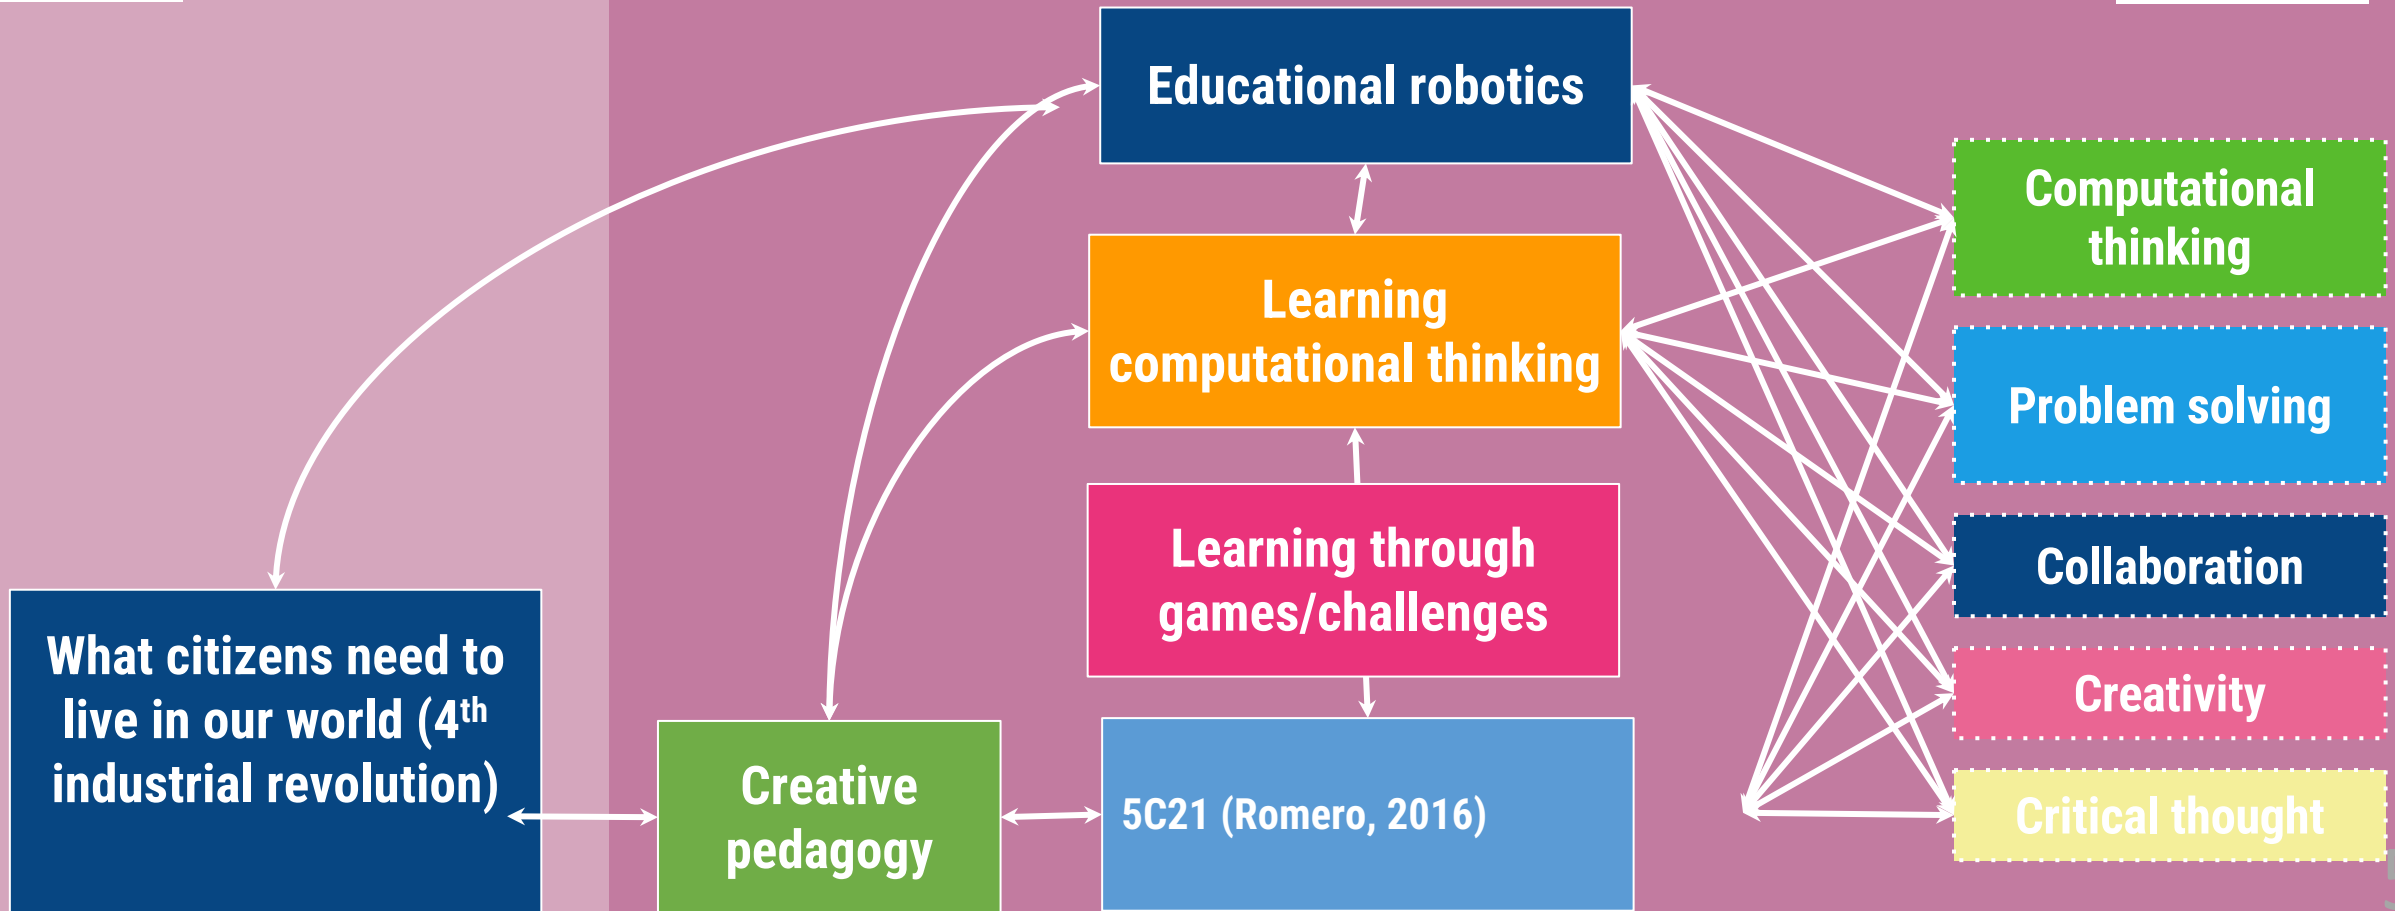 Educational robotics
Learning
computational thinking
Learning through
games/challenges
What citizens need to
live in our world (4th
industrial revolution)
Creative
pedagogy
5C21 (Romero, 2016)
Computational
thinking
Problem solving
Collaboration
Creativity
Critical thought